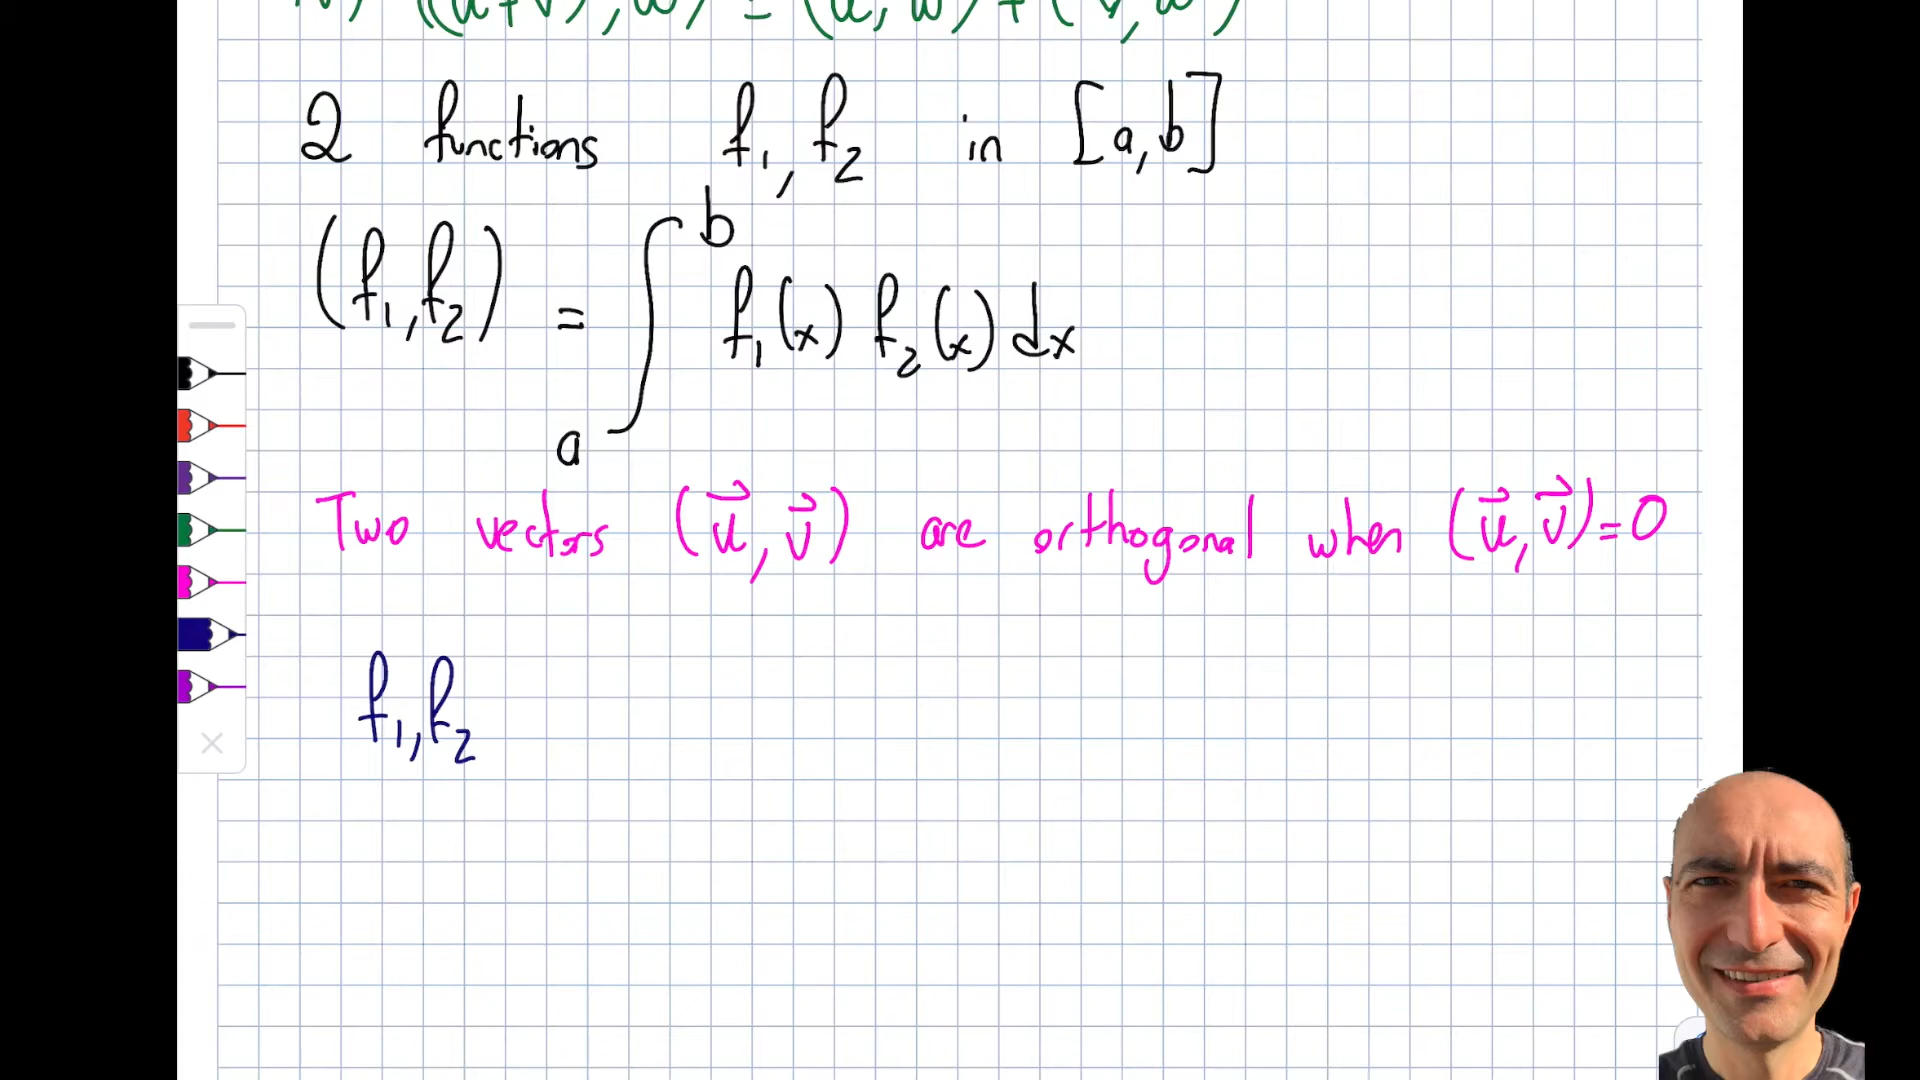 iv) ((u+v), w) = (u, w) + (v, w)
2 functions f₁, f₂ in [a,b]
(f₁,f₂) = ∫ₐᵇ f₁(x) f₂(x) dx
Two vectors (u⃗, v⃗) are orthogonal when (u⃗, v⃗)=0
f₁,f₂